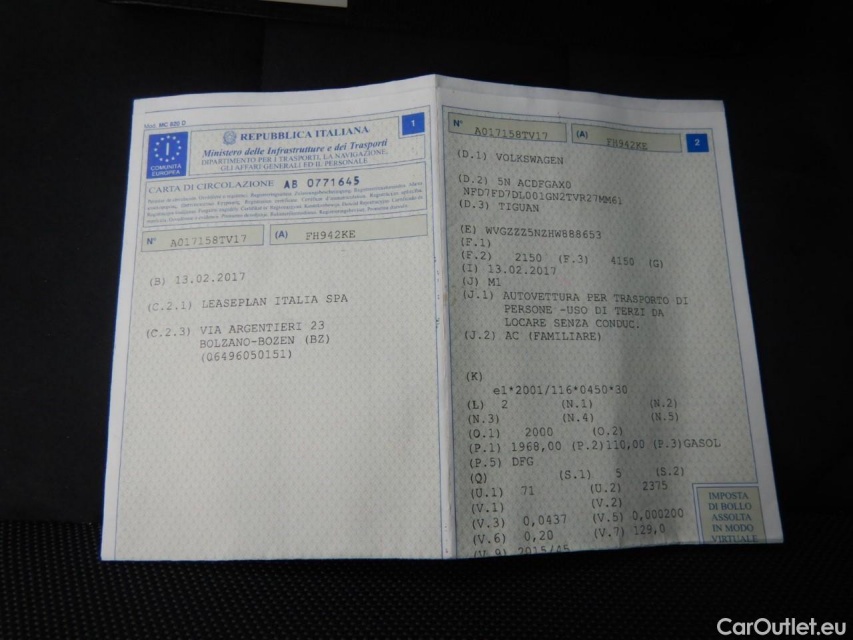 Mod. MC 820 D
1
REPUBBLICA ITALIANA
Ministero delle Infrastrutture e dei Trasporti
DIPARTIMENTO PER I TRASPORTI, LA NAVIGAZIONE,
GLI AFFARI GENERALI ED IL PERSONALE
I
COMUNITÀ
EUROPEA
CARTA DI CIRCOLAZIONE AB 0771645
N° A017158TV17 (A) FH942KE
(B) 13.02.2017
(C.2.1) LEASEPLAN ITALIA SPA
(C.2.3) VIA ARGENTIERI 23
BOLZANO-BOZEN (BZ)
(06496050151)
N° A017158TV17 (A) FH942KE 2
(D.1) VOLKSWAGEN
(D.2) 5N ACDFGAX0
NFD7FD7DL001GN2TVR27MM61
(D.3) TIGUAN
(E) WVGZZZ5NZHW888653
(F.1)
(F.2) 2150 (F.3) 4150 (G)
(I) 13.02.2017
(J) M1
(J.1) AUTOVETTURA PER TRASPORTO DI
PERSONE -USO DI TERZI DA
LOCARE SENZA CONDUC.
(J.2) AC (FAMILIARE)
(K)
e1*2001/116*0450*30
(L) 2 (N.1) (N.2)
(N.3) (N.4) (N.5)
(O.1) 2000 (O.2)
(P.1) 1968,00 (P.2)110,00 (P.3)GASOL
(P.5) DFG
(Q) (S.1) 5 (S.2)
(U.1) 71 (U.2) 2375
(V.1) (V.2)
(V.3) 0,0437 (V.5) 0,000200
(V.6) 0,20 (V.7) 129,0
(V.9) 2015/45
IMPOSTA
DI BOLLO
ASSOLTA
IN MODO
VIRTUALE
CarOutlet.eu